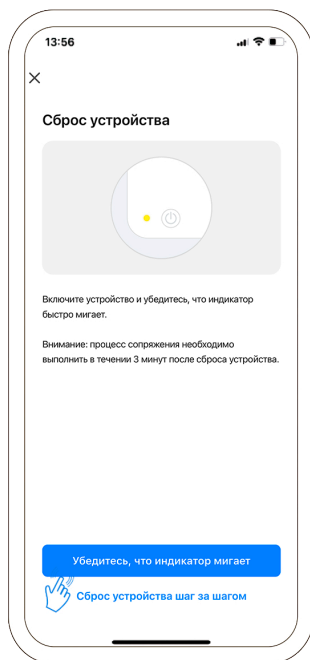 13:56
Сброс устройства
Включите устройство и убедитесь, что индикатор
быстро мигает.
Внимание: процесс сопряжения необходимо
выполнить в течении 3 минут после сброса устройства.
Убедитесь, что индикатор мигает
Сброс устройства шаг за шагом